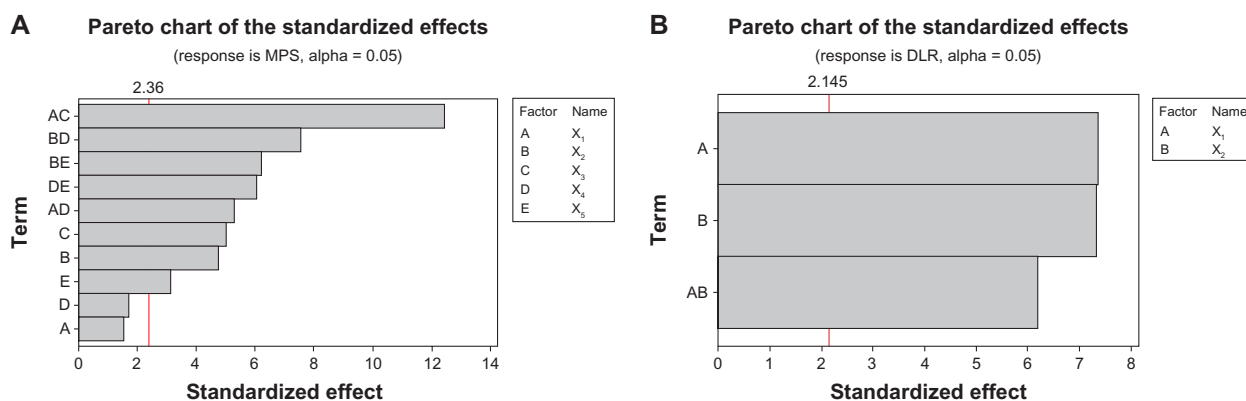 A
Pareto chart of the standardized effects
(response is MPS, alpha = 0.05)
2.36
AC
BD
BE
DE
AD
C
B
E
D
A
Term
0 2 4 6 8 10 12 14
Standardized effect
Factor Name
A X₁
B X₂
C X₃
D X₄
E X₅
B
Pareto chart of the standardized effects
(response is DLR, alpha = 0.05)
2.145
A
B
AB
Term
0 1 2 3 4 5 6 7 8
Standardized effect
Factor Name
A X₁
B X₂